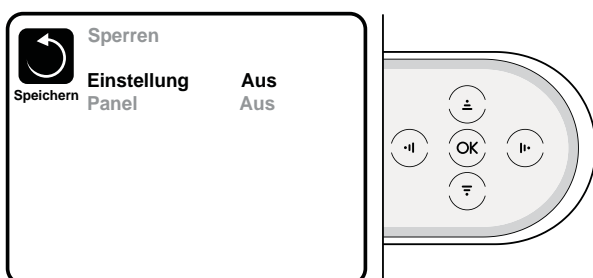 Sperren
Speichern
Einstellung Aus
Panel Aus
OK